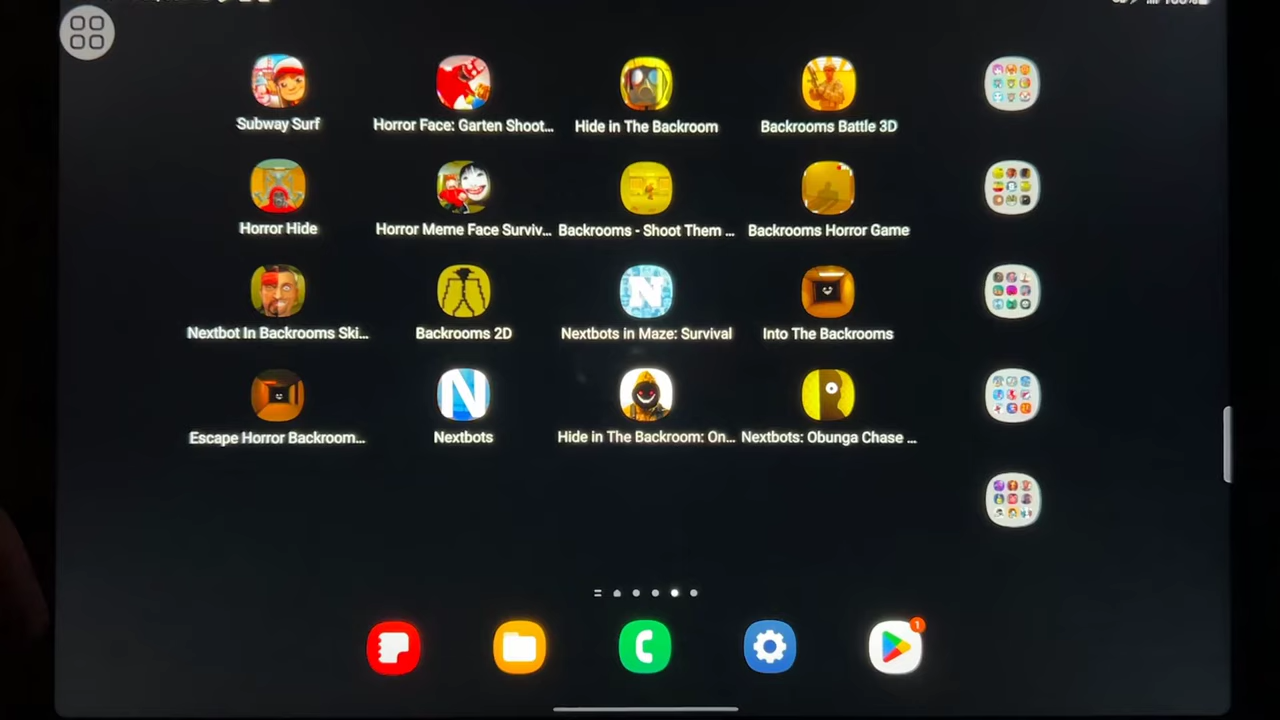 Subway Surf
Horror Face: Garten Shoot...
Hide in The Backroom
Backrooms Battle 3D
Horror Hide
Horror Meme Face Surviv...
Backrooms - Shoot Them ...
Backrooms Horror Game
Nextbot In Backrooms Ski...
Backrooms 2D
N
Nextbots in Maze: Survival
Into The Backrooms
Escape Horror Backroom...
N
Nextbots
Hide in The Backroom: On...
Nextbots: Obunga Chase ...
1